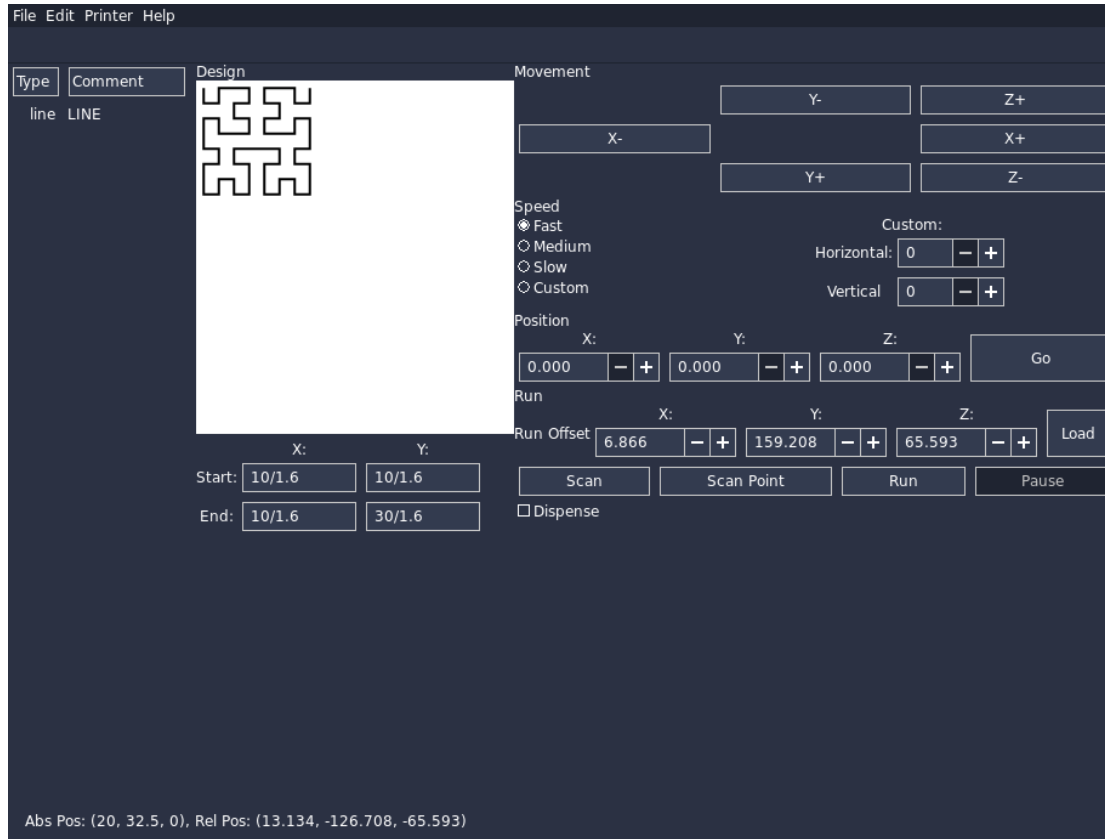 File Edit Printer Help
Type Comment
line LINE
Design
Movement
Y- Z+
X- X+
Y+ Z-
Speed
Fast
Medium
Slow
Custom
Custom:
Horizontal: 0 − +
Vertical 0 − +
Position
X: Y: Z:
0.000 − + 0.000 − + 0.000 − + Go
Run
X: Y: Z:
Run Offset 6.866 − + 159.208 − + 65.593 − + Load
Scan Scan Point Run Pause
Dispense
X: Y:
Start: 10/1.6 10/1.6
End: 10/1.6 30/1.6
Abs Pos: (20, 32.5, 0), Rel Pos: (13.134, -126.708, -65.593)